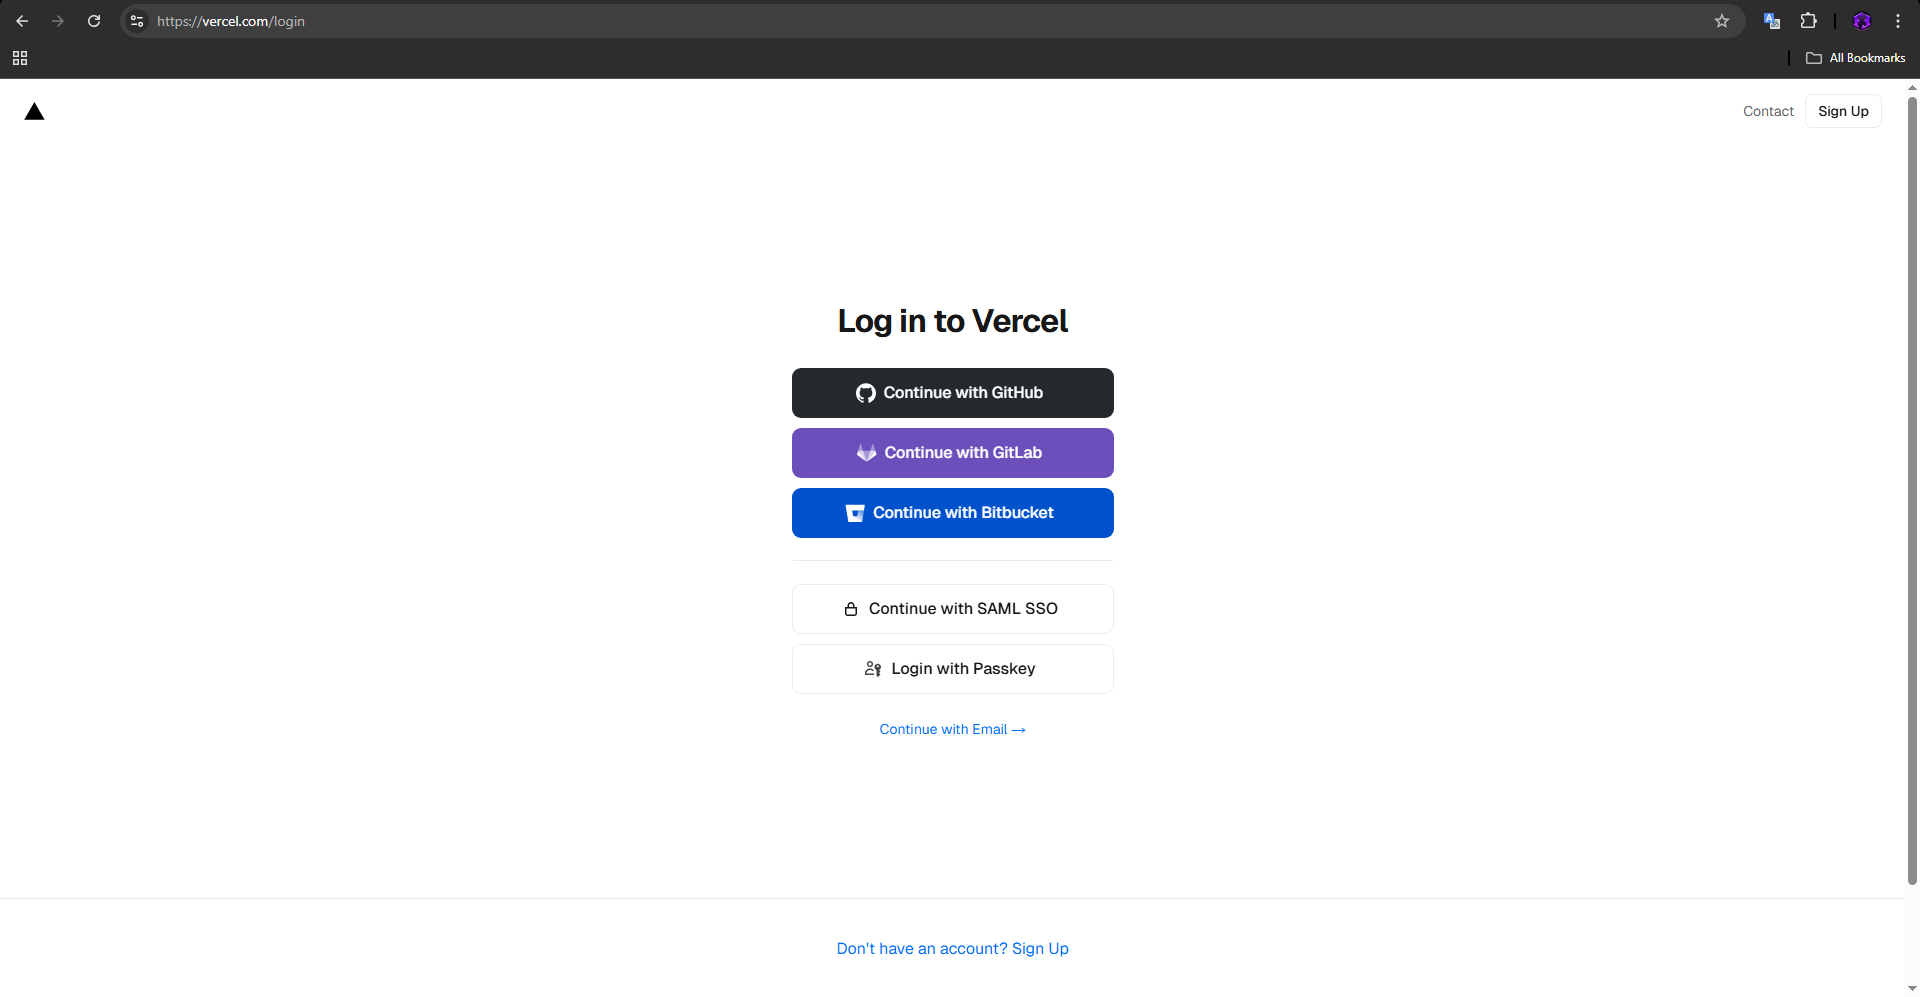 https://vercel.com/login
All Bookmarks
Contact
Sign Up
Log in to Vercel
Continue with GitHub
Continue with GitLab
Continue with Bitbucket
Continue with SAML SSO
Login with Passkey
Continue with Email →
Don't have an account? Sign Up